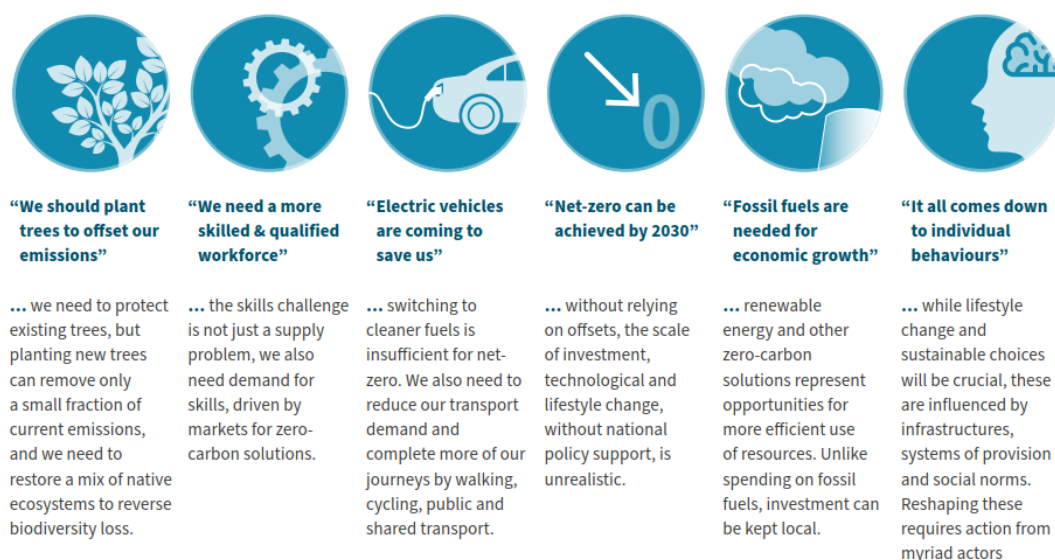 “We should plant
trees to offset our
emissions”
... we need to protect
existing trees, but
planting new trees
can remove only
a small fraction of
current emissions,
and we need to
restore a mix of native
ecosystems to reverse
biodiversity loss.
“We need a more
skilled & qualified
workforce”
... the skills challenge
is not just a supply
problem, we also
need demand for
skills, driven by
markets for zero-
carbon solutions.
“Electric vehicles
are coming to
save us”
... switching to
cleaner fuels is
insufficient for net-
zero. We also need to
reduce our transport
demand and
complete more of our
journeys by walking,
cycling, public and
shared transport.
0
“Net-zero can be
achieved by 2030”
... without relying
on offsets, the scale
of investment,
technological and
lifestyle change,
without national
policy support, is
unrealistic.
“Fossil fuels are
needed for
economic growth”
... renewable
energy and other
zero-carbon
solutions represent
opportunities for
more efficient use
of resources. Unlike
spending on fossil
fuels, investment can
be kept local.
“It all comes down
to individual
behaviours”
... while lifestyle
change and
sustainable choices
will be crucial, these
are influenced by
infrastructures,
systems of provision
and social norms.
Reshaping these
requires action from
myriad actors